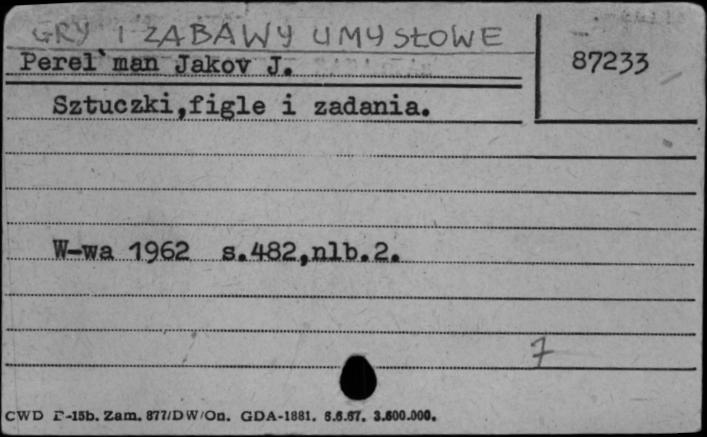 GRY I ZABAWY UMYSŁOWE
Perel`man Jakov J.
87233
Sztuczki,figle i zadania.
W-wa 1962 s.482,nlb.2.
7
CWD P-15b. Zam. 877/DW/On. GDA-1881. 6.6.67. 3.600.000.